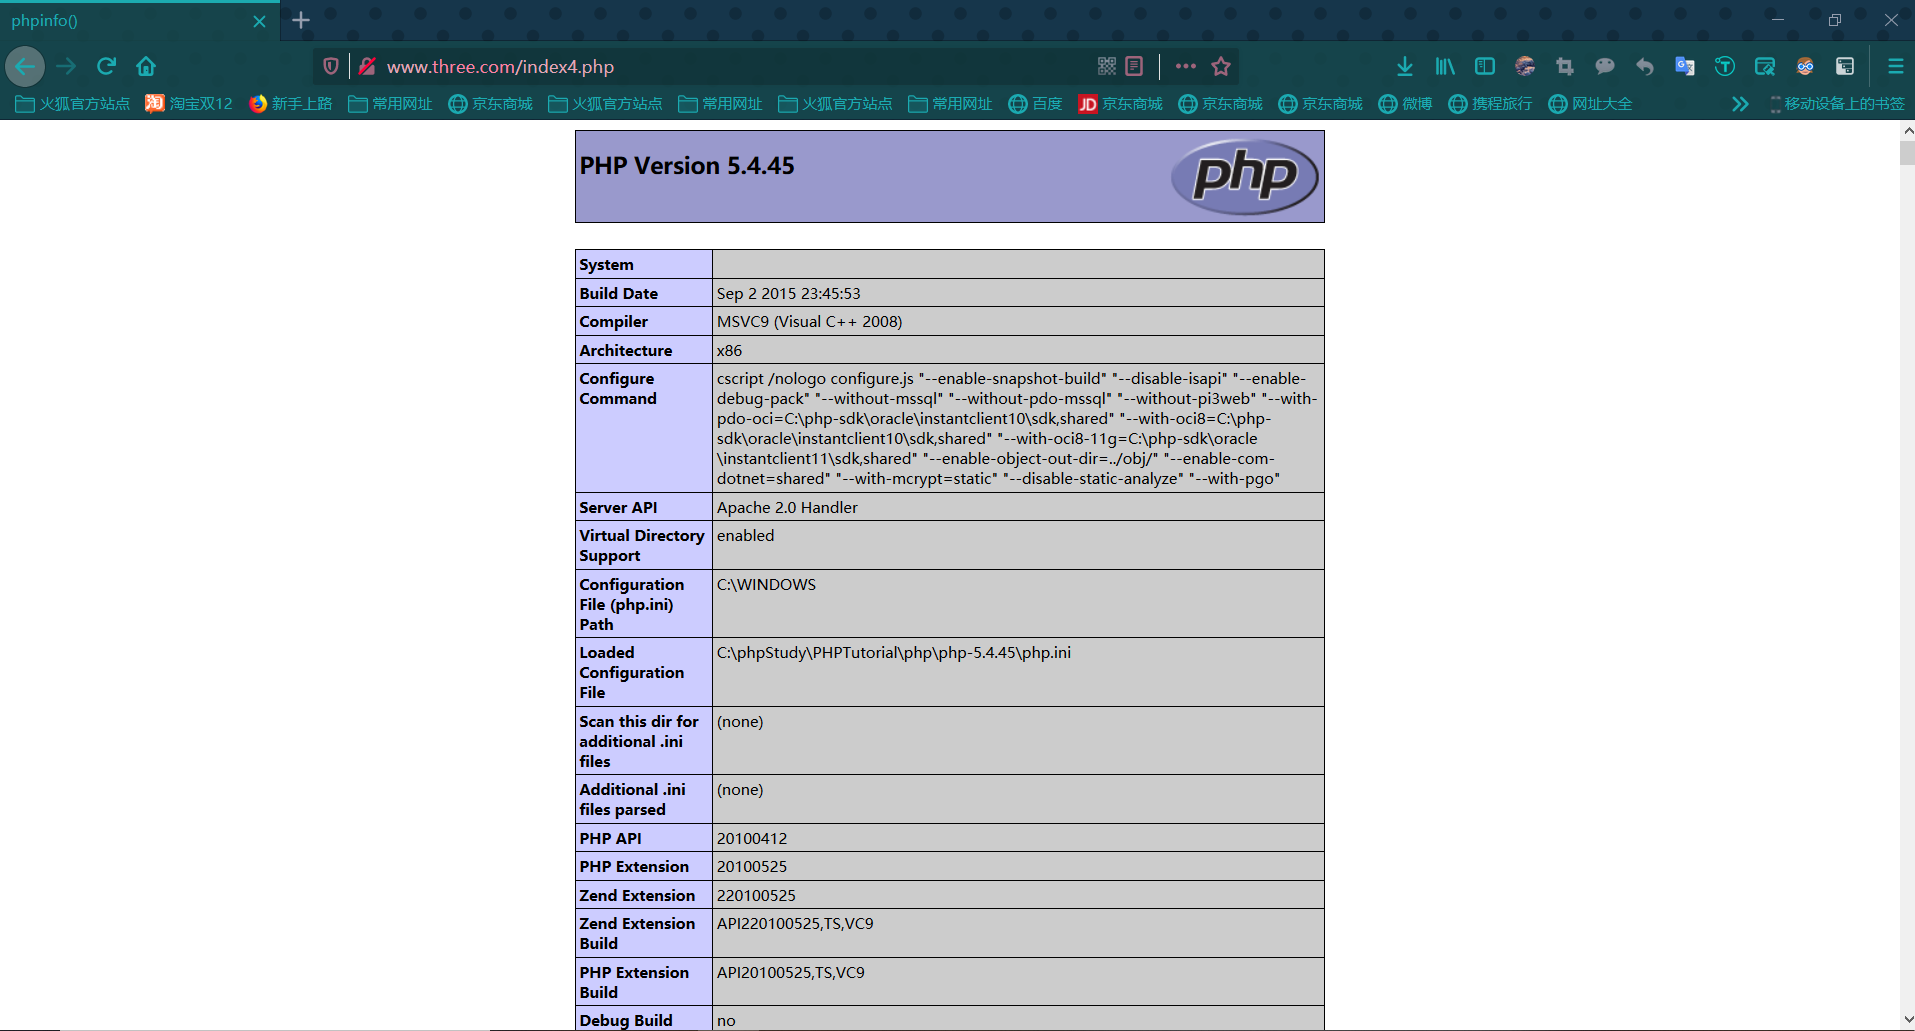 phpinfo()
www.three.com/index4.php
火狐官方站点 淘 淘宝双12 新手上路 常用网址 京东商城 火狐官方站点 常用网址 火狐官方站点 常用网址 百度 JD 京东商城 京东商城 京东商城 微博 携程旅行 网址大全 移动设备上的书签
PHP Version 5.4.45
php
System
Build Date Sep 2 2015 23:45:53
Compiler MSVC9 (Visual C++ 2008)
Architecture x86
Configure cscript /nologo configure.js "--enable-snapshot-build" "--disable-isapi" "--enable-
Command debug-pack" "--without-mssql" "--without-pdo-mssql" "--without-pi3web" "--with-
pdo-oci=C:\php-sdk\oracle\instantclient10\sdk,shared" "--with-oci8=C:\php-
sdk\oracle\instantclient10\sdk,shared" "--with-oci8-11g=C:\php-sdk\oracle
\instantclient11\sdk,shared" "--enable-object-out-dir=../obj/" "--enable-com-
dotnet=shared" "--with-mcrypt=static" "--disable-static-analyze" "--with-pgo"
Server API Apache 2.0 Handler
Virtual Directory enabled
Support
Configuration C:\WINDOWS
File (php.ini)
Path
Loaded C:\phpStudy\PHPTutorial\php\php-5.4.45\php.ini
Configuration
File
Scan this dir for (none)
additional .ini
files
Additional .ini (none)
files parsed
PHP API 20100412
PHP Extension 20100525
Zend Extension 220100525
Zend Extension API220100525,TS,VC9
Build
PHP Extension API20100525,TS,VC9
Build
Debug Build no